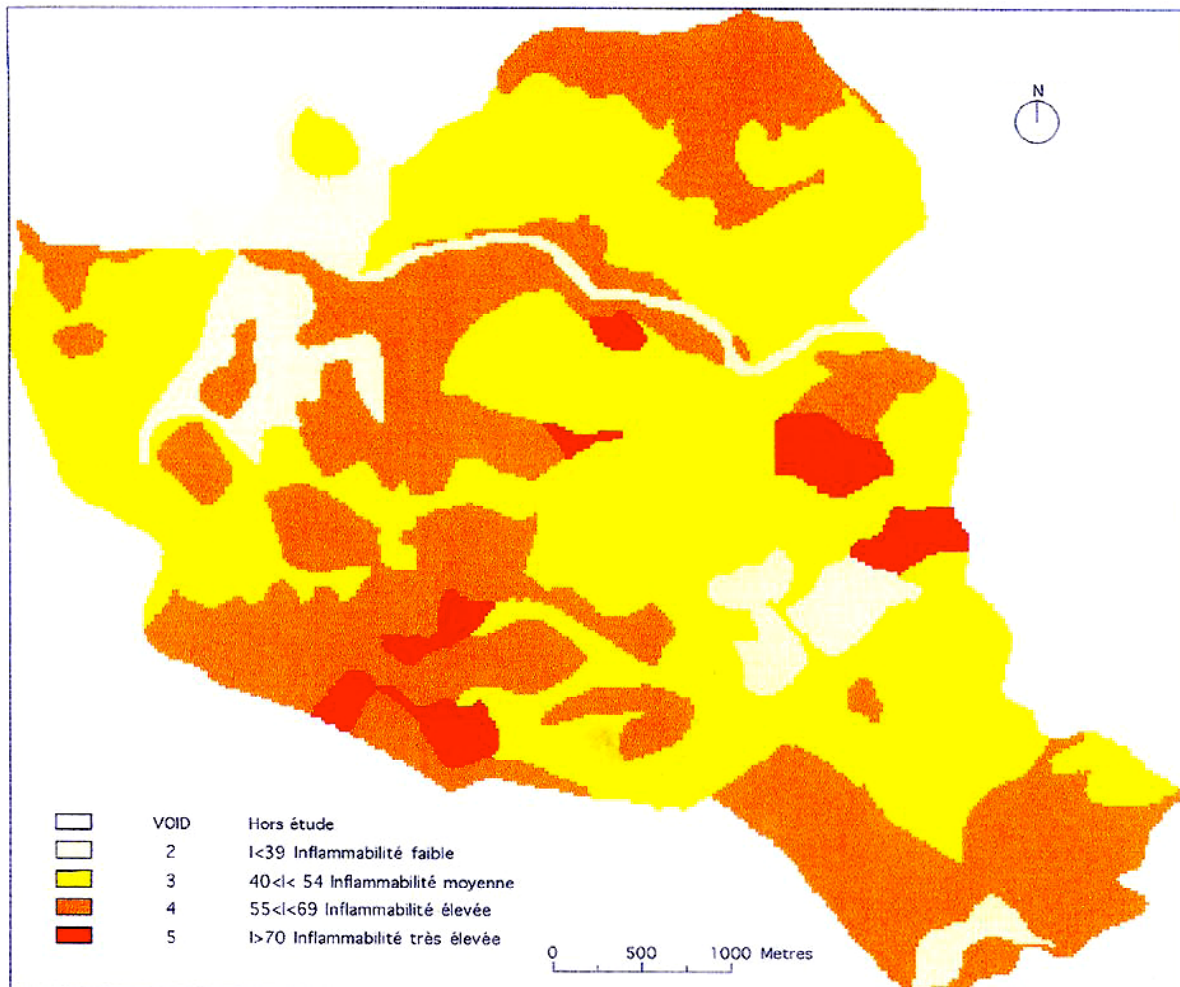 N
VOID Hors étude
2 I<39 Inflammabilité faible
3 40<I< 54 Inflammabilité moyenne
4 55<I<69 Inflammabilité élevée
5 I>70 Inflammabilité très élevée
0 500 1000 Metres